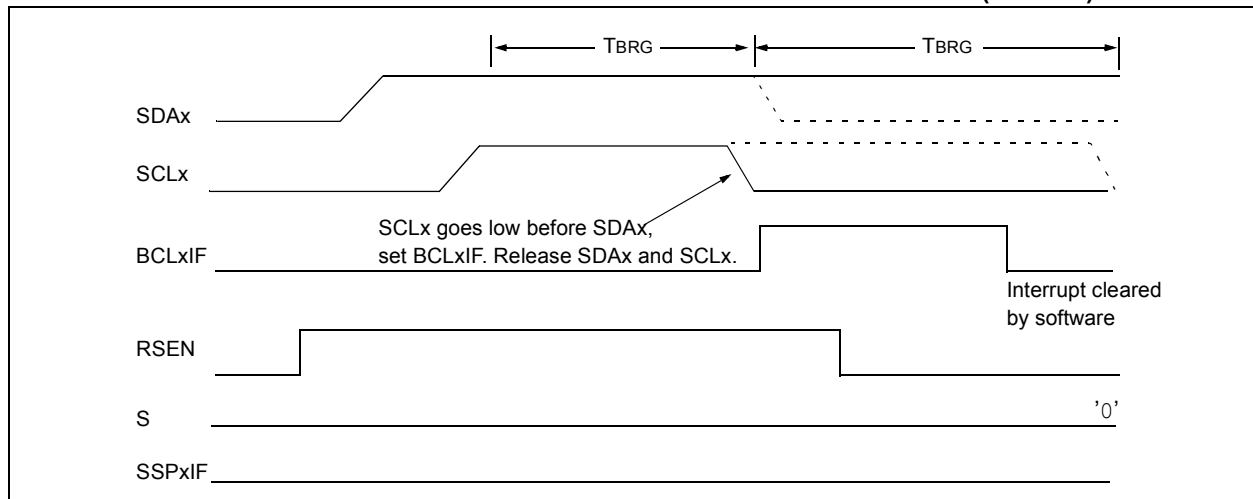 TBRG TBRG
SDAx
SCLx
SCLx goes low before SDAx,
set BCLxIF. Release SDAx and SCLx.
BCLxIF
Interrupt cleared
by software
RSEN
S '0'
SSPxIF